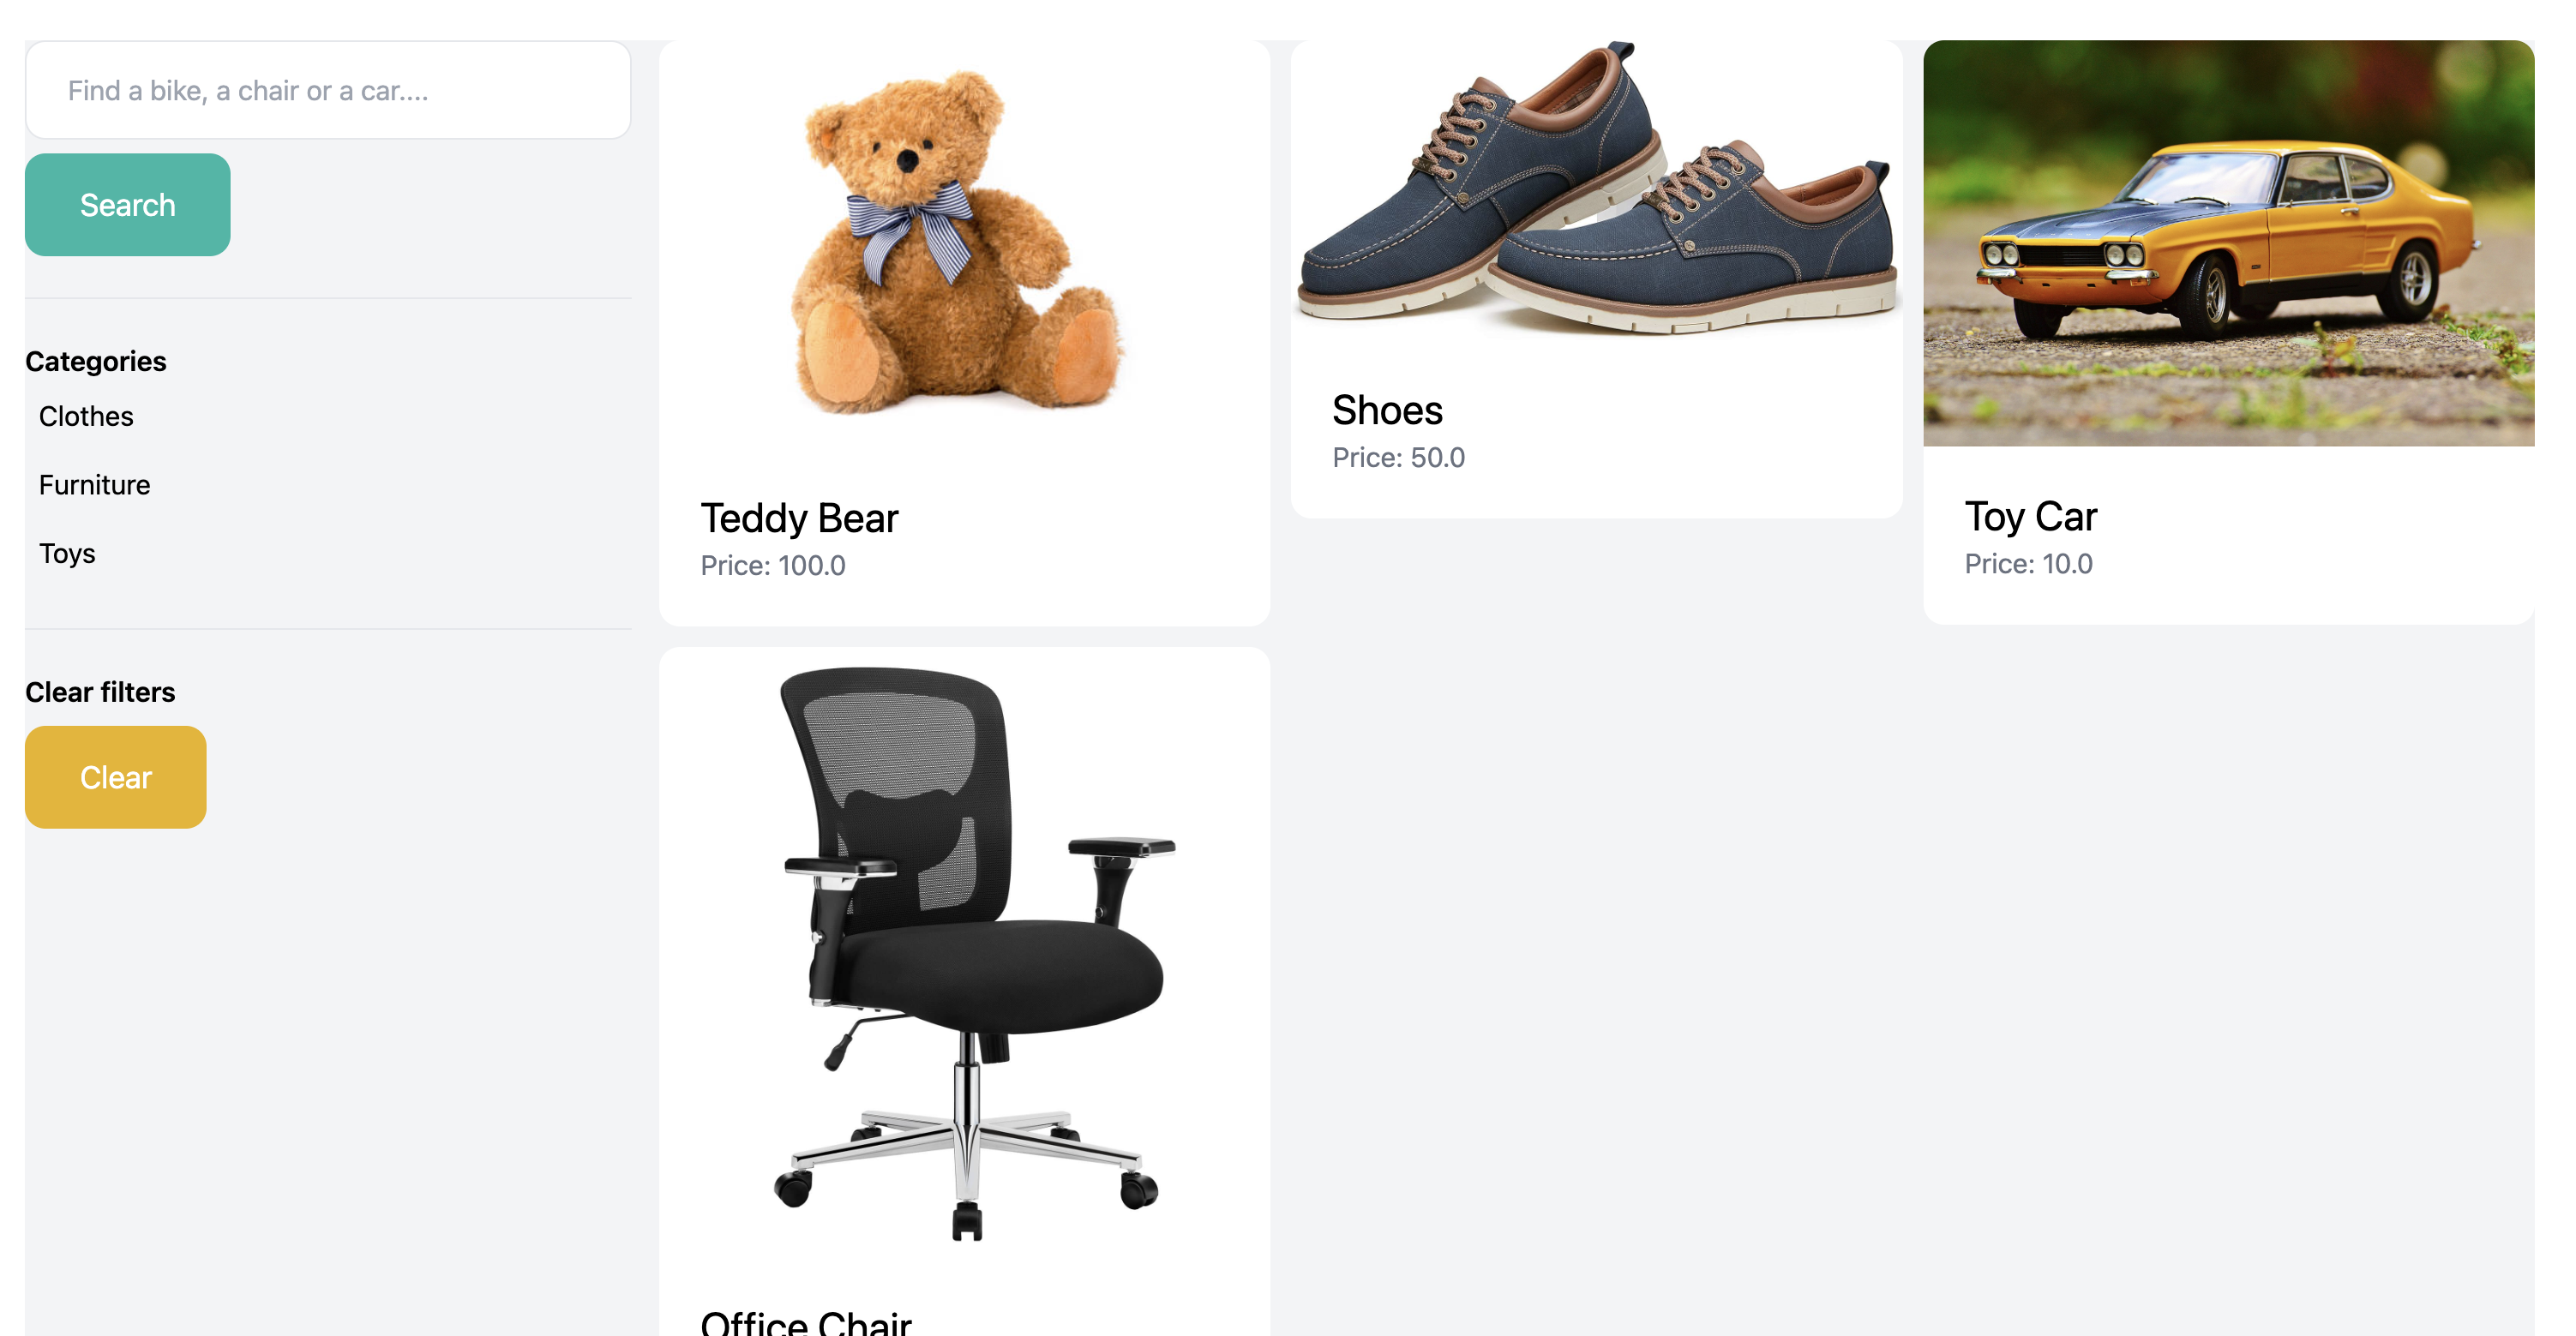 Find a bike, a chair or a car....
Search
Categories
Clothes
Furniture
Toys
Clear filters
Clear
Teddy Bear
Price: 100.0
Shoes
Price: 50.0
Toy Car
Price: 10.0
Office Chair